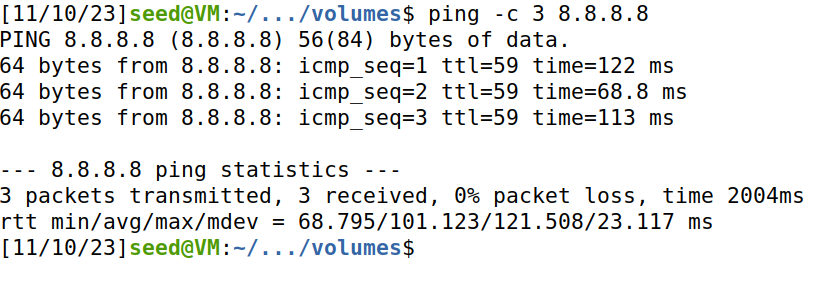 [11/10/23]seed@VM:~/.../volumes$ ping -c 3 8.8.8.8
PING 8.8.8.8 (8.8.8.8) 56(84) bytes of data.
64 bytes from 8.8.8.8: icmp_seq=1 ttl=59 time=122 ms
64 bytes from 8.8.8.8: icmp_seq=2 ttl=59 time=68.8 ms
64 bytes from 8.8.8.8: icmp_seq=3 ttl=59 time=113 ms

--- 8.8.8.8 ping statistics ---
3 packets transmitted, 3 received, 0% packet loss, time 2004ms
rtt min/avg/max/mdev = 68.795/101.123/121.508/23.117 ms
[11/10/23]seed@VM:~/.../volumes$